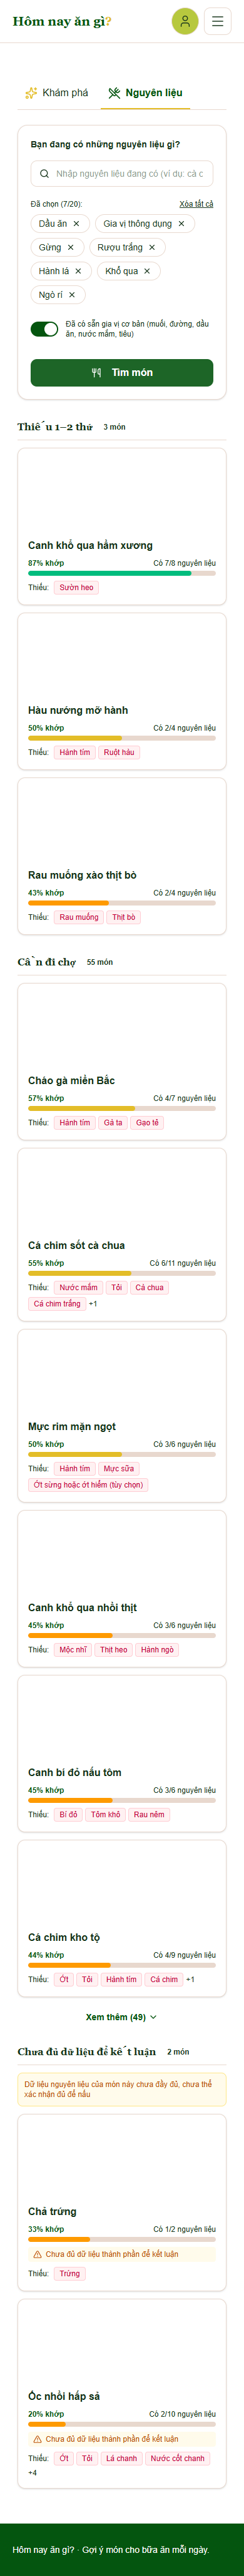 Hôm nay ăn gì?
Khám phá
Nguyên liệu
Bạn đang có những nguyên liệu gì?
Nhập nguyên liệu đang có (ví dụ: cà c
Đã chọn (7/20):
Xóa tất cả
Dầu ăn ×
Gia vị thông dụng ×
Gừng ×
Rượu trắng ×
Hành lá ×
Khổ qua ×
Ngò rí ×
Đã có sẵn gia vị cơ bản (muối, đường, dầu
ăn, nước mắm, tiêu)
Tìm món
Thiếu 1–2 thứ
3 món
Canh khổ qua hầm xương
87% khớp
Có 7/8 nguyên liệu
Thiếu:
Sườn heo
Hàu nướng mỡ hành
50% khớp
Có 2/4 nguyên liệu
Thiếu:
Hành tím
Ruột hàu
Rau muống xào thịt bò
43% khớp
Có 2/4 nguyên liệu
Thiếu:
Rau muống
Thịt bò
Cần đi chợ
55 món
Cháo gà miền Bắc
57% khớp
Có 4/7 nguyên liệu
Thiếu:
Hành tím
Gà ta
Gạo tẻ
Cá chim sốt cà chua
55% khớp
Có 6/11 nguyên liệu
Thiếu:
Nước mắm
Tỏi
Cà chua
Cá chim trắng
+1
Mực rim mặn ngọt
50% khớp
Có 3/6 nguyên liệu
Thiếu:
Hành tím
Mực sữa
Ớt sừng hoặc ớt hiểm (tùy chọn)
Canh khổ qua nhồi thịt
45% khớp
Có 3/6 nguyên liệu
Thiếu:
Mộc nhĩ
Thịt heo
Hành ngò
Canh bí đỏ nấu tôm
45% khớp
Có 3/6 nguyên liệu
Thiếu:
Bí đỏ
Tôm khô
Rau nêm
Cá chim kho tộ
44% khớp
Có 4/9 nguyên liệu
Thiếu:
Ớt
Tỏi
Hành tím
Cá chim
+1
Xem thêm (49)
Chưa đủ dữ liệu để kết luận
2 món
Dữ liệu nguyên liệu của món này chưa đầy đủ, chưa thể
xác nhận đủ để nấu
Chả trứng
33% khớp
Có 1/2 nguyên liệu
Chưa đủ dữ liệu thành phần để kết luận
Thiếu:
Trứng
Ốc nhồi hấp sả
20% khớp
Có 2/10 nguyên liệu
Chưa đủ dữ liệu thành phần để kết luận
Thiếu:
Ớt
Tỏi
Lá chanh
Nước cốt chanh
+4
Hôm nay ăn gì? · Gợi ý món cho bữa ăn mỗi ngày.